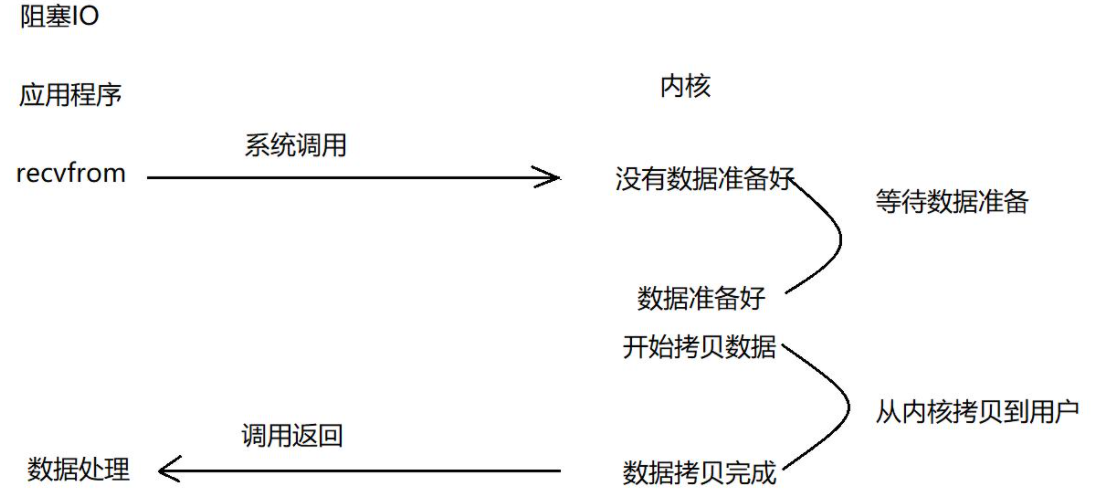 阻塞IO
应用程序
内核
系统调用
recvfrom
没有数据准备好
等待数据准备
数据准备好
开始拷贝数据
从内核拷贝到用户
调用返回
数据处理
数据拷贝完成